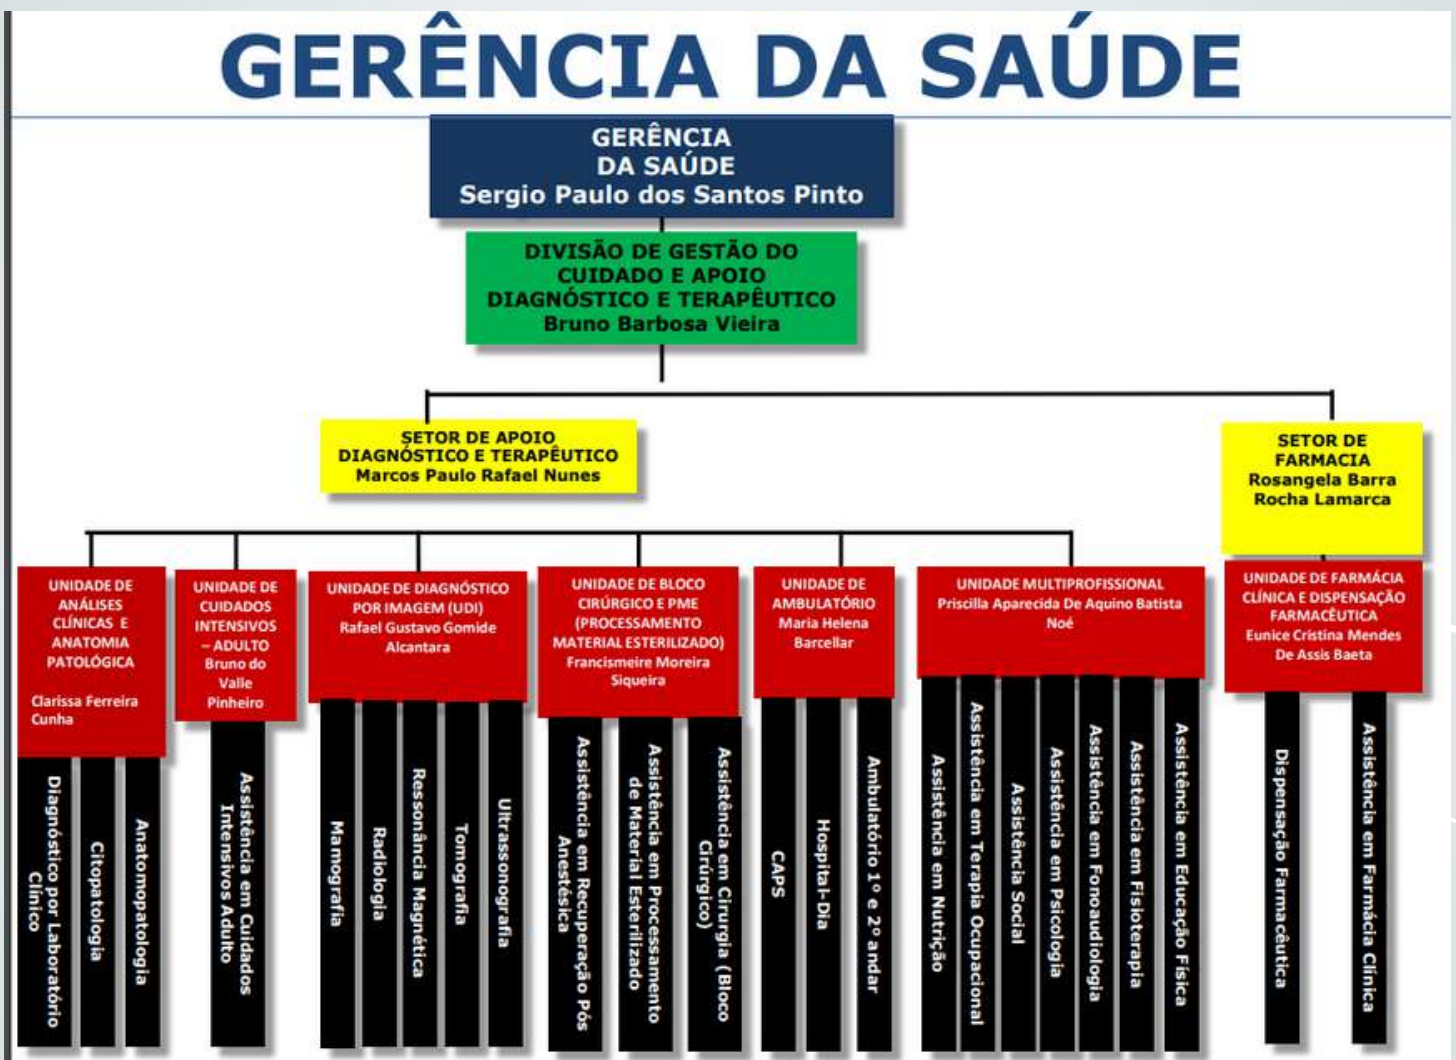 GERÊNCIA DA SAÚDE
GERÊNCIA
DA SAÚDE
Sergio Paulo dos Santos Pinto
DIVISÃO DE GESTÃO DO
CUIDADO E APOIO
DIAGNÓSTICO E TERAPÊUTICO
Bruno Barbosa Vieira
SETOR DE APOIO
DIAGNÓSTICO E TERAPÊUTICO
Marcos Paulo Rafael Nunes
SETOR DE
FARMACIA
Rosangela Barra
Rocha Lamarca
UNIDADE DE
ANÁLISES
CLÍNICAS E
ANATOMIA
PATOLÓGICA
Clarissa Ferreira
Cunha
UNIDADE DE
CUIDADOS
INTENSIVOS
– ADULTO
Bruno do
Valle
Pinheiro
UNIDADE DE DIAGNÓSTICO
POR IMAGEM (UDI)
Rafael Gustavo Gomide
Alcantara
UNIDADE DE BLOCO
CIRÚRGICO E PME
(PROCESSAMENTO
MATERIAL ESTERILIZADO)
Francismeire Moreira
Siqueira
UNIDADE DE
AMBULATÓRIO
Maria Helena
Barcellar
UNIDADE MULTIPROFISSIONAL
Priscilla Aparecida De Aquino Batista
Noé
UNIDADE DE FARMÁCIA
CLÍNICA E DISPENSAÇÃO
FARMACÊUTICA
Eunice Cristina Mendes
De Assis Baeta
Diagnóstico por Laboratório
Clínico
Citopatologia
Anatomopatologia
Assistência em Cuidados
Intensivos Adulto
Mamografia
Radiologia
Ressonância Magnética
Tomografia
Ultrassonografia
Assistência em Recuperação Pós
Anestésica
Assistência em Processamento
de Material Esterilizado
Assistência em Cirurgia (Bloco
Cirúrgico)
CAPS
Hospital-Dia
Ambulatório 1º e 2º andar
Assistência em Nutrição
Assistência em Terapia Ocupacional
Assistência Social
Assistência em Psicologia
Assistência em Fonoaudiologia
Assistência em Fisioterapia
Assistência em Educação Física
Dispensação Farmacêutica
Assistência em Farmácia Clínica